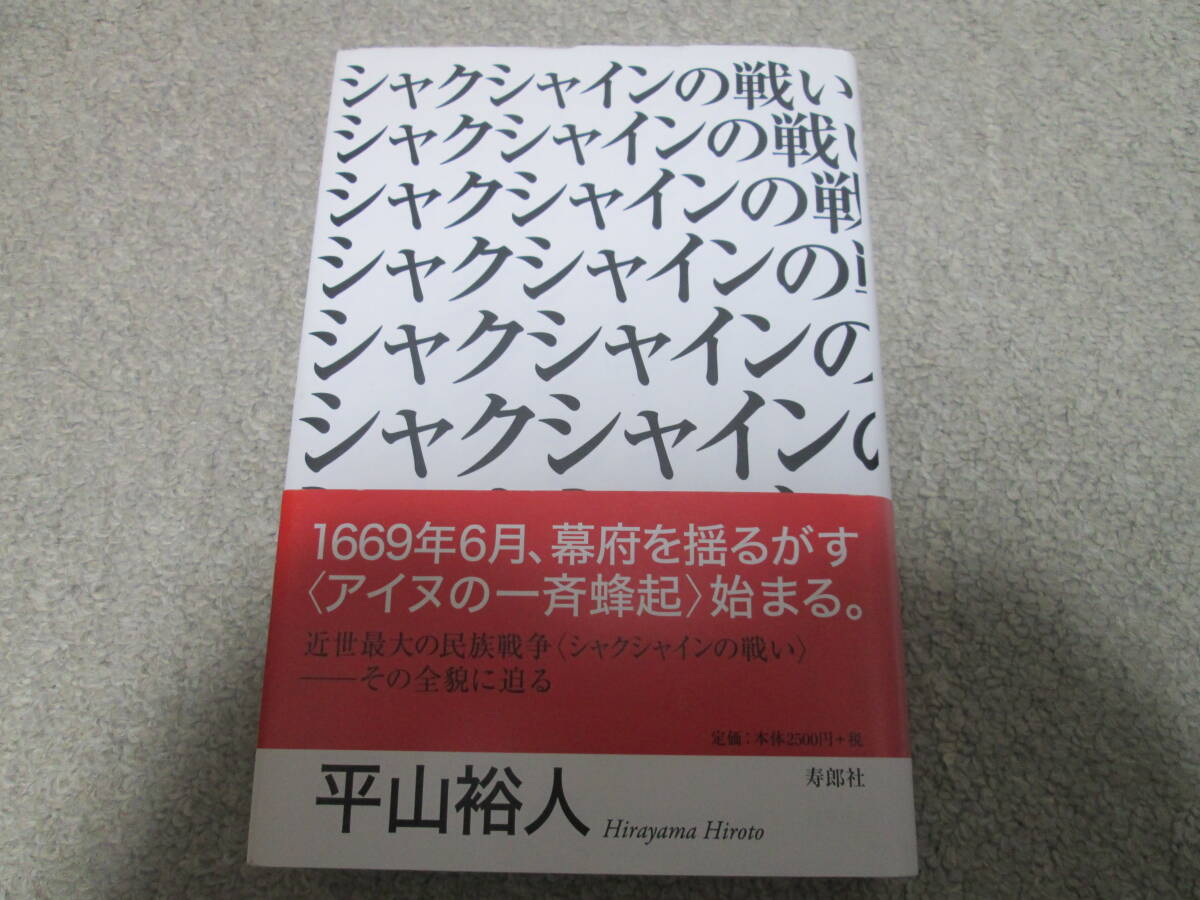 シャクシャインの戦い
シャクシャインの戦い
シャクシャインの戦
シャクシャインの
シャクシャインの
シャクシャインの
1669年6月、幕府を揺るがす
〈アイヌの一斉蜂起〉始まる。
近世最大の民族戦争〈シャクシャインの戦い〉
――その全貌に迫る
定価：本体2500円+税
平山裕人 Hirayama Hiroto
寿郎社